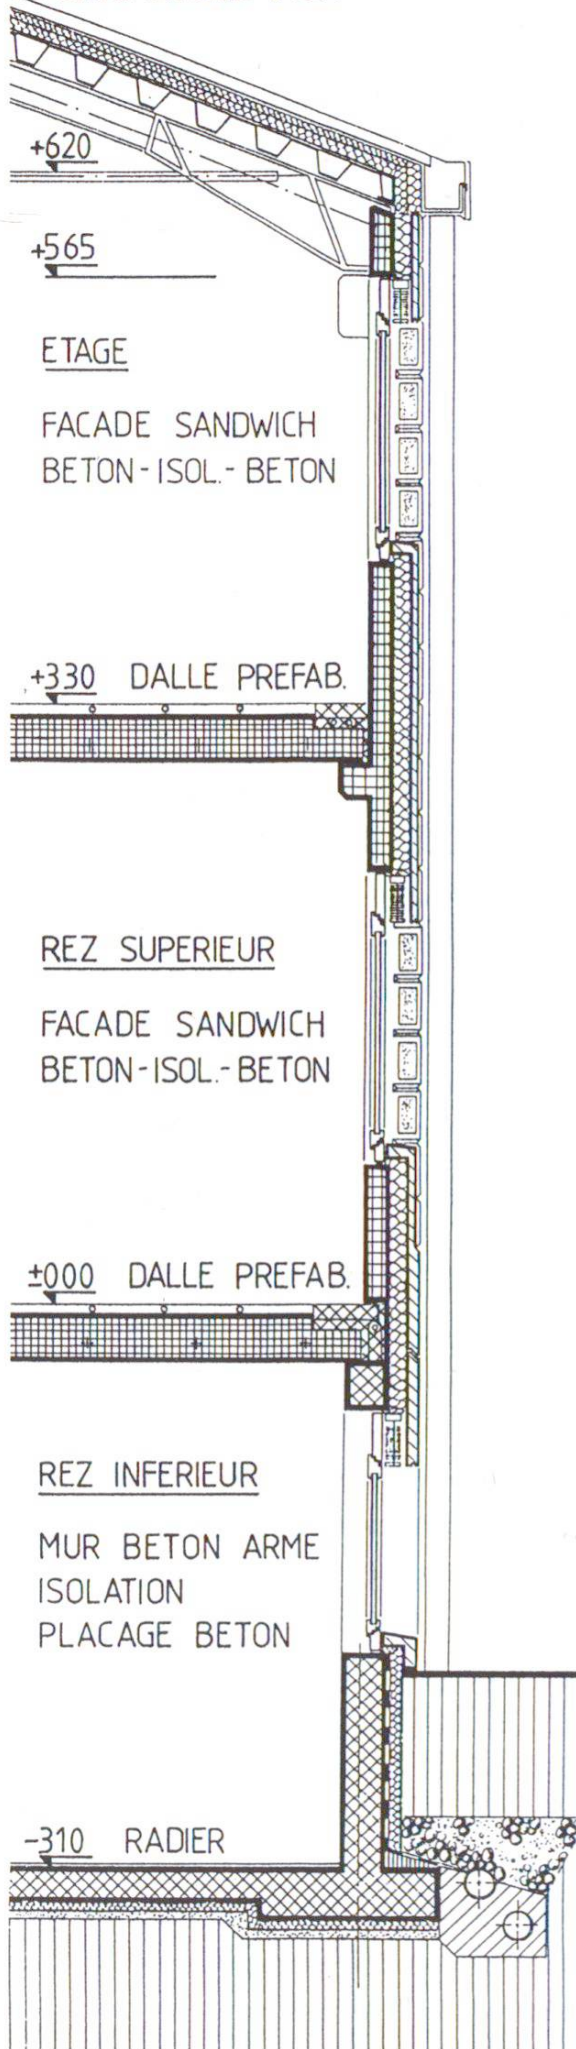 +620
+565
ETAGE
FACADE SANDWICH
BETON-ISOL.-BETON
+330 DALLE PREFAB.
REZ SUPERIEUR
FACADE SANDWICH
BETON-ISOL.-BETON
±000 DALLE PREFAB.
REZ INFERIEUR
MUR BETON ARME
ISOLATION
PLACAGE BETON
-310 RADIER